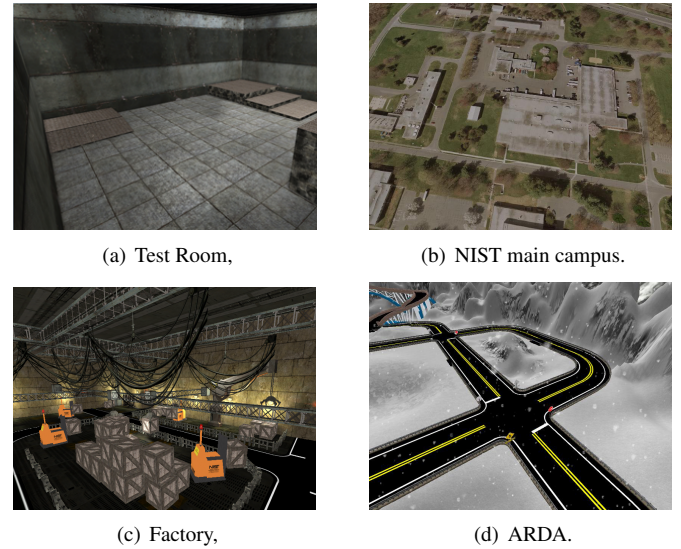 (a) Test Room,
(b) NIST main campus.
(c) Factory,
(d) ARDA.